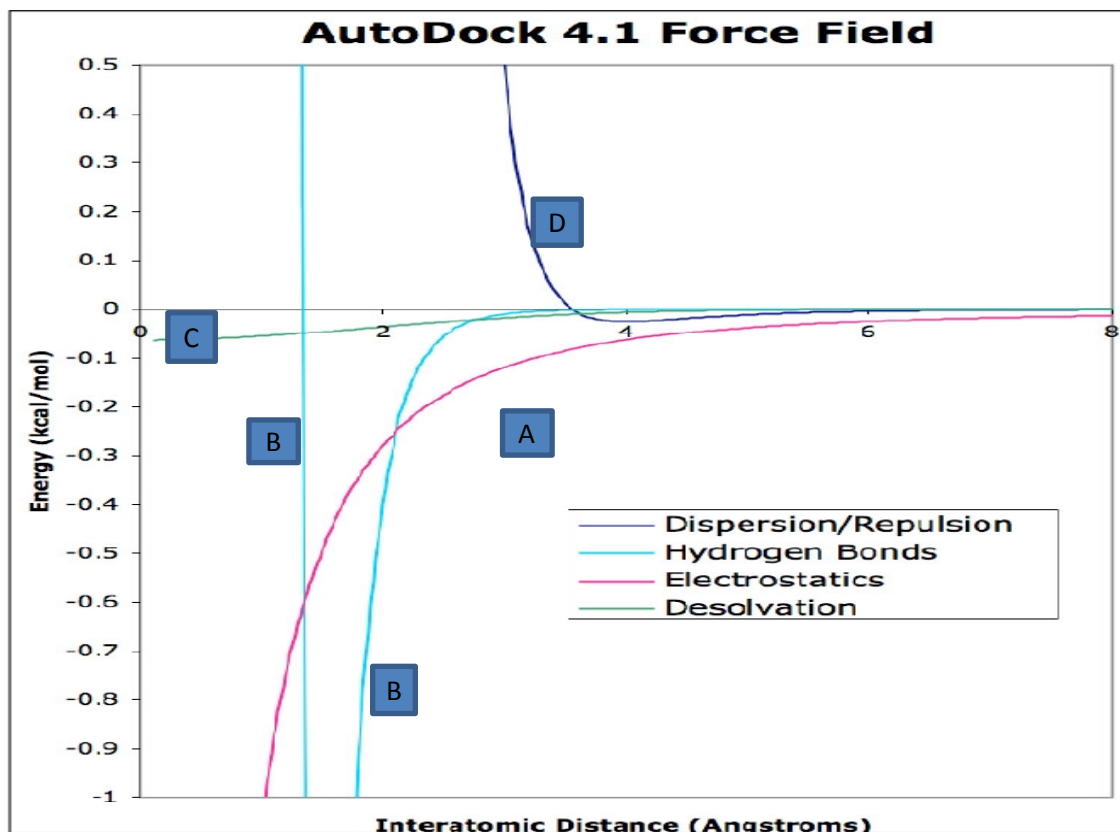 AutoDock 4.1 Force Field
0.5
0.4
0.3
0.2
0.1
0
-0.1
-0.2
-0.3
-0.4
-0.5
-0.6
-0.7
-0.8
-0.9
-1
0 2 4 6 8
Energy (kcal/mol)
D
C
B
A
B
Dispersion/Repulsion
Hydrogen Bonds
Electrostatics
Desolvation
Interatomic Distance (Angstroms)